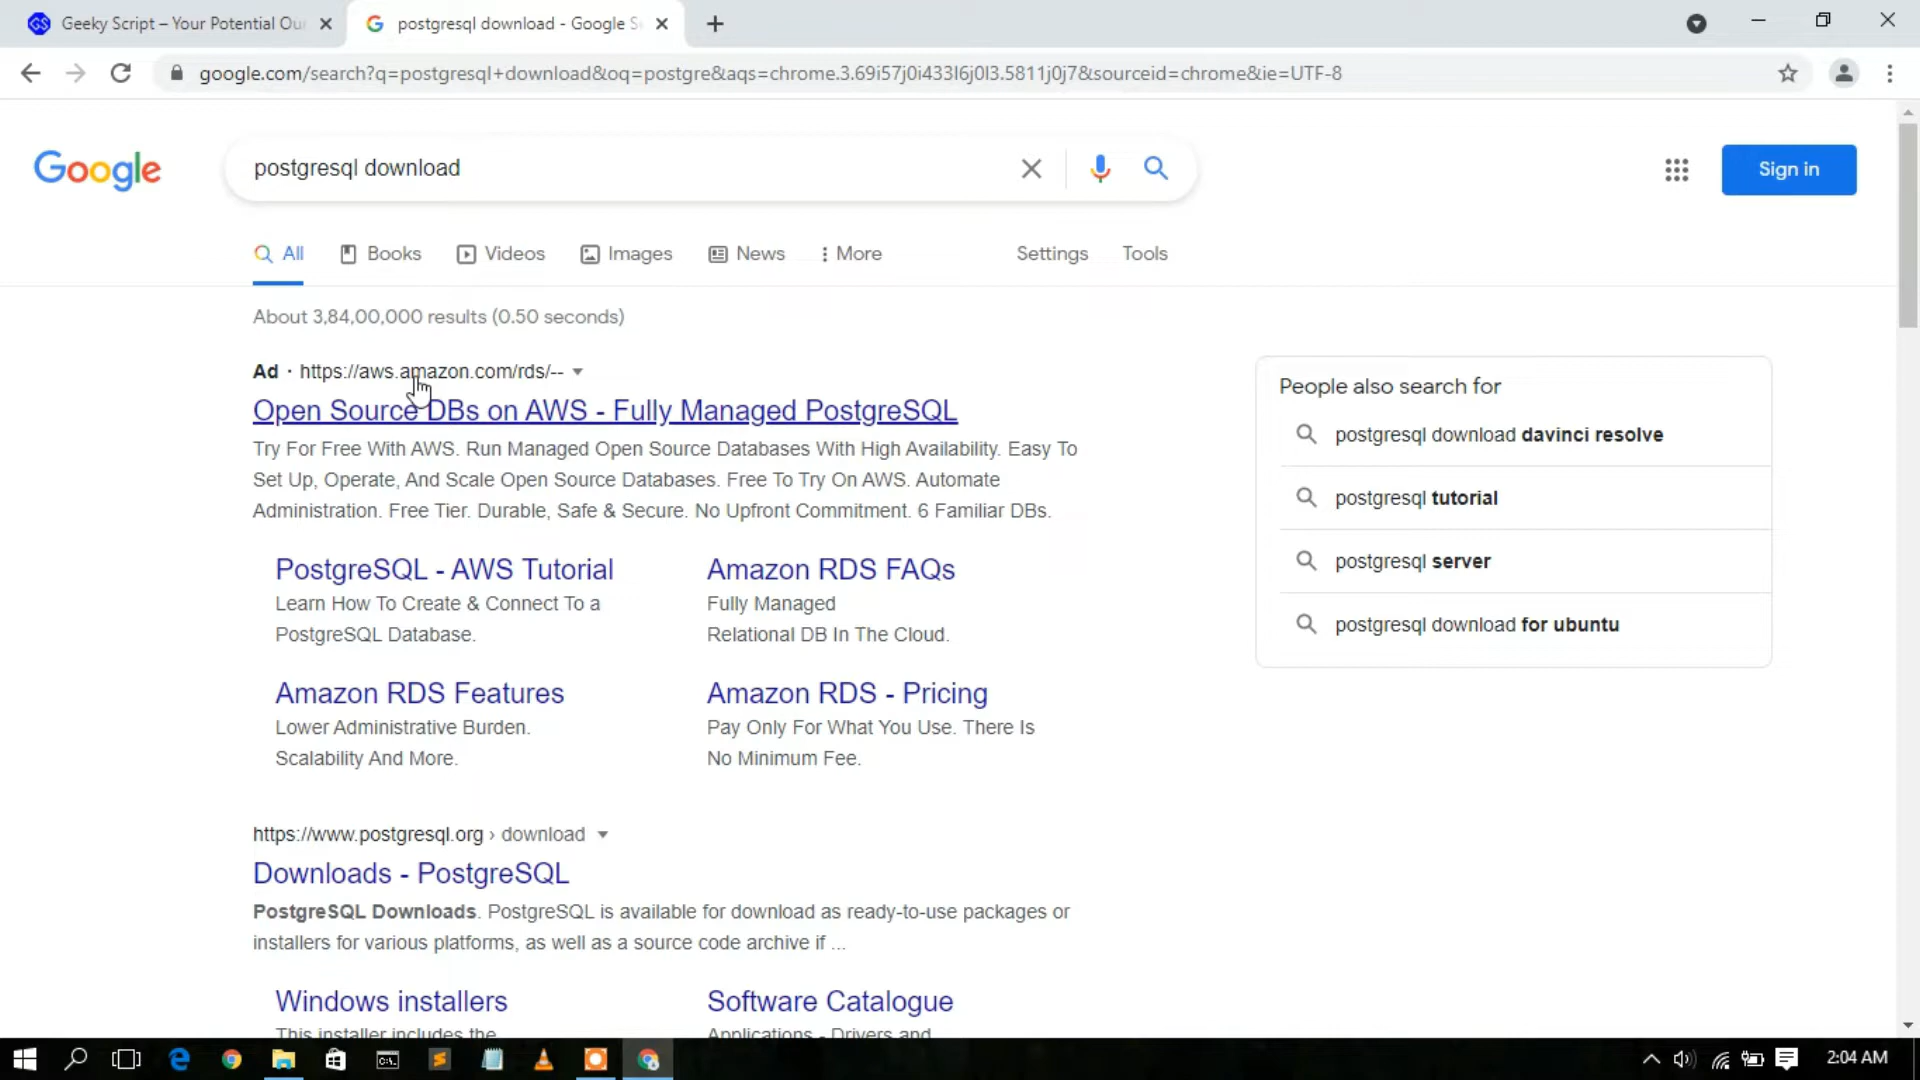 Geeky Script – Your Potential Our
postgresql download - Google S
google.com/search?q=postgresql+download&oq=postgre&aqs=chrome.3.69i57j0i433l6j0l3.5811j0j7&sourceid=chrome&ie=UTF-8
Google
postgresql download
Sign in
All
Books
Videos
Images
News
More
Settings
Tools
About 3,84,00,000 results (0.50 seconds)
Ad · https://aws.amazon.com/rds/--
Open Source DBs on AWS - Fully Managed PostgreSQL
Try For Free With AWS. Run Managed Open Source Databases With High Availability. Easy To
Set Up, Operate, And Scale Open Source Databases. Free To Try On AWS. Automate
Administration. Free Tier. Durable, Safe & Secure. No Upfront Commitment. 6 Familiar DBs.
PostgreSQL - AWS Tutorial
Learn How To Create & Connect To a
PostgreSQL Database.
Amazon RDS FAQs
Fully Managed
Relational DB In The Cloud.
Amazon RDS Features
Lower Administrative Burden.
Scalability And More.
Amazon RDS - Pricing
Pay Only For What You Use. There Is
No Minimum Fee.
https://www.postgresql.org › download
Downloads - PostgreSQL
PostgreSQL Downloads. PostgreSQL is available for download as ready-to-use packages or
installers for various platforms, as well as a source code archive if ...
Windows installers
This installer includes the
Software Catalogue
Applications - Drivers and
People also search for
postgresql download davinci resolve
postgresql tutorial
postgresql server
postgresql download for ubuntu
2:04 AM